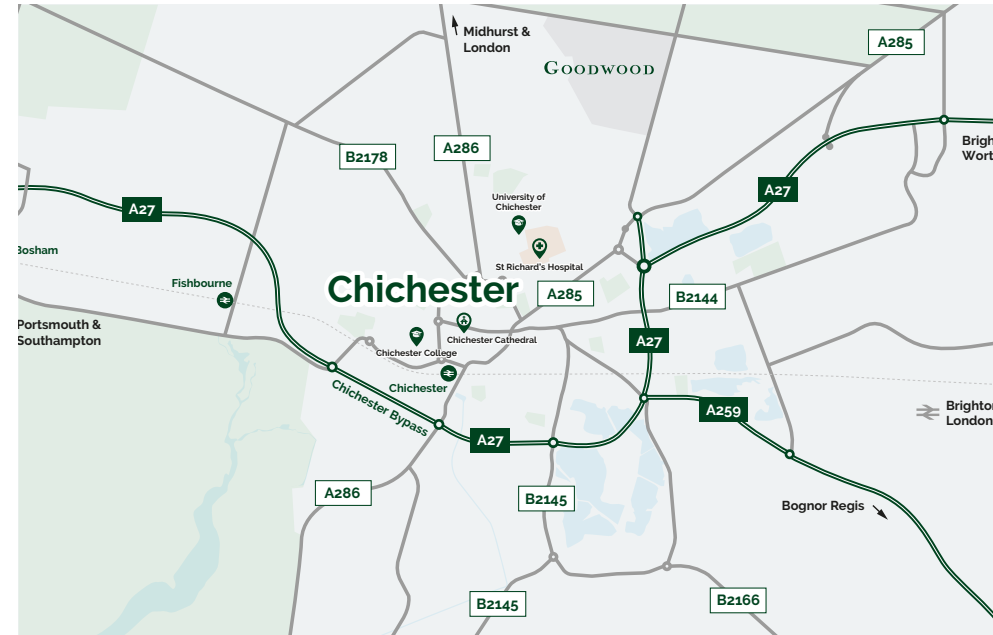 Midhurst &
London
GOODWOOD
A285
B2178
A286
Brigh
Wort
A27
A27
University of
Chichester
St Richard's Hospital
Bosham
Fishbourne
Chichester
A285
B2144
Portsmouth &
Southampton
Chichester Cathedral
Chichester College
A27
Chichester
Chichester Bypass
A259
Brighton
London
A27
A286
B2145
Bognor Regis
B2145
B2166